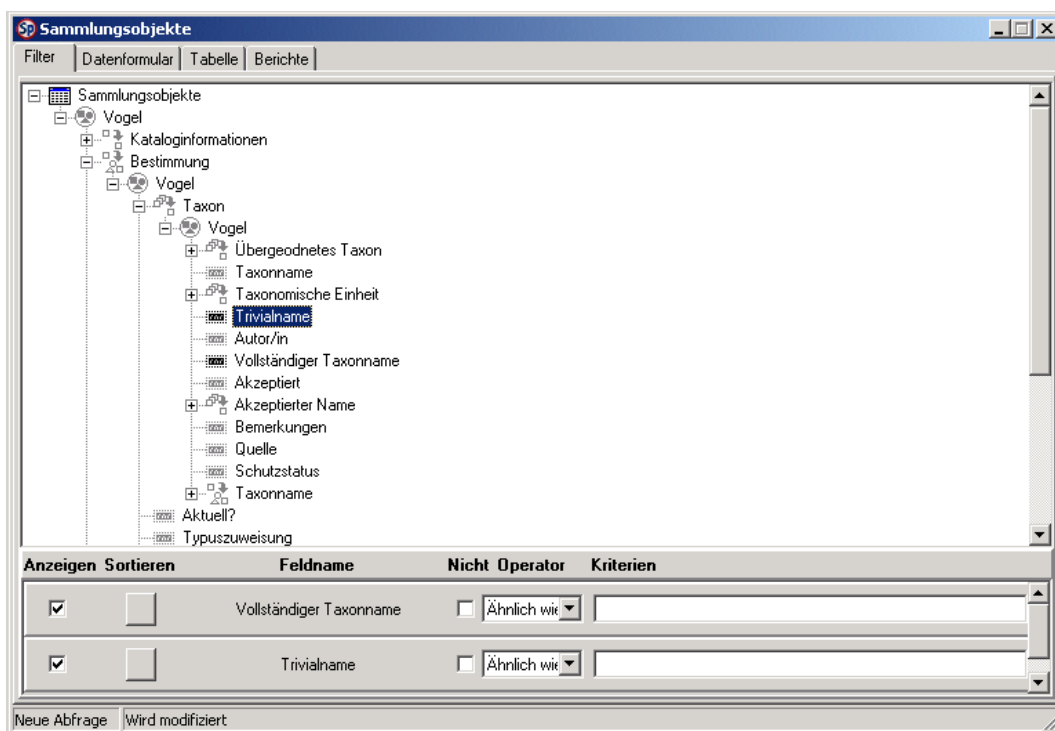 Sp Sammlungsobjekte
Filter Datenformular Tabelle Berichte
Sammlungsobjekte
Vogel
Kataloginformationen
Bestimmung
Vogel
Taxon
Vogel
Übergeodnetes Taxon
Taxonname
Taxonomische Einheit
Trivialname
Autor/in
Vollständiger Taxonname
Akzeptiert
Akzeptierter Name
Bemerkungen
Quelle
Schutzstatus
Taxonname
Aktuell?
Typuszuweisung
Anzeigen Sortieren Feldname Nicht Operator Kriterien
Vollständiger Taxonname Ähnlich wie
Trivialname Ähnlich wie
Neue Abfrage Wird modifiziert